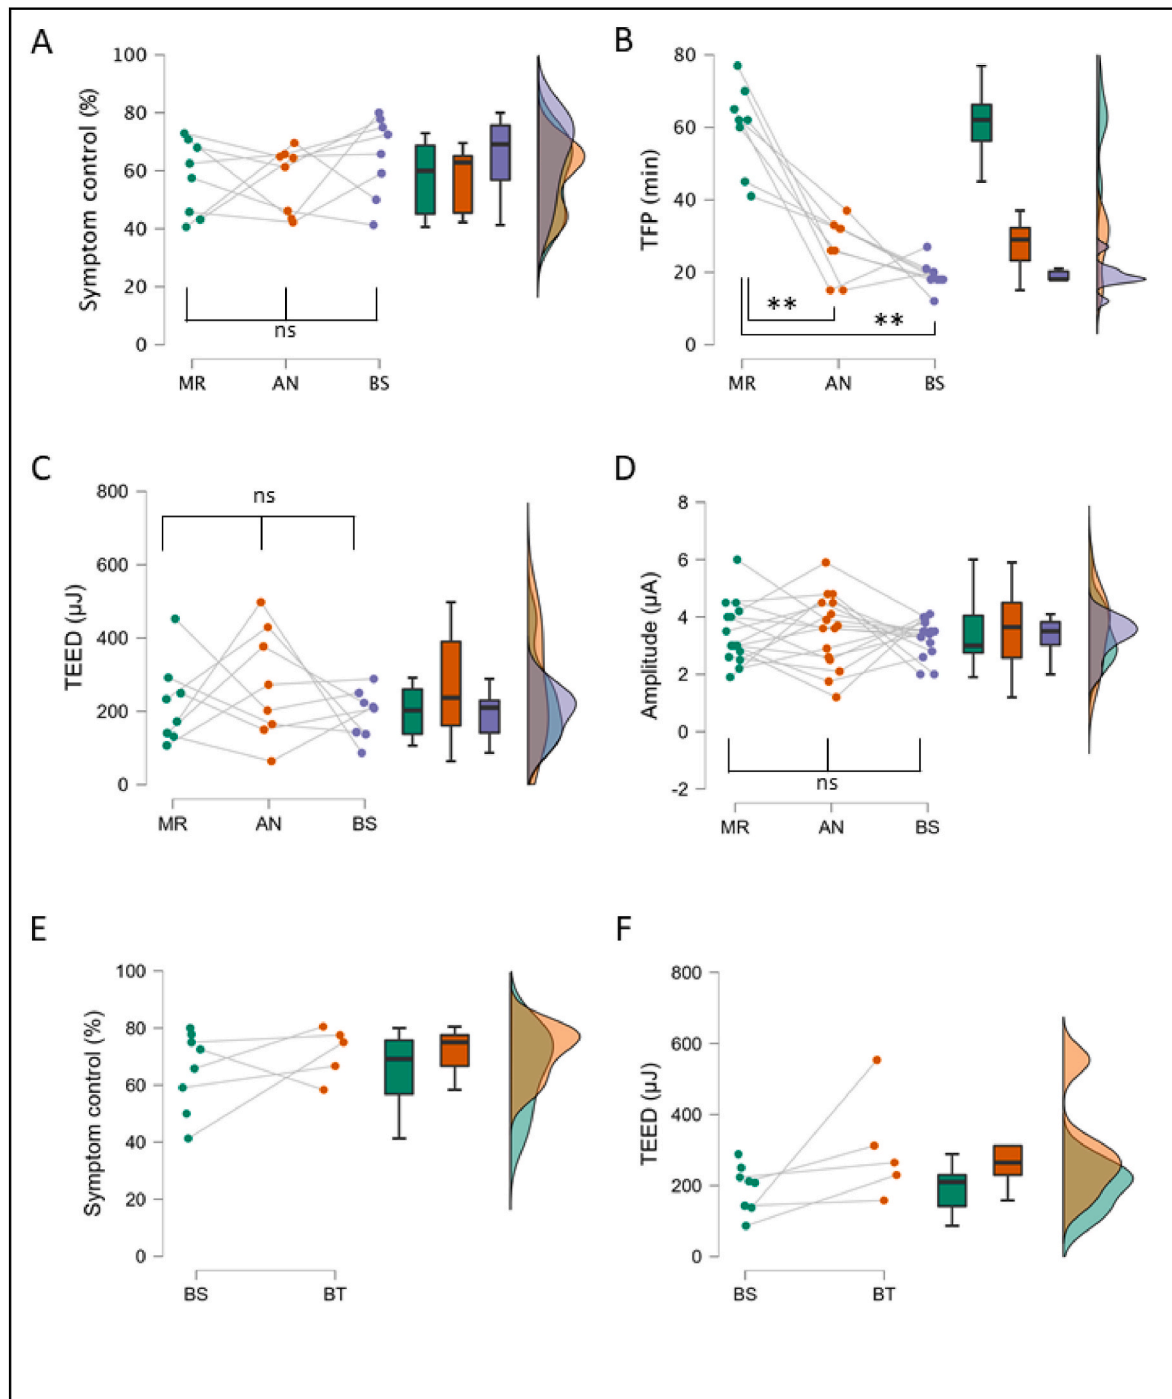 A
Symptom control (%)
100
80
60
40
20
0
ns
MR AN BS
B
TFP (min)
80
60
40
20
0
** **
MR AN BS
C
TEED (µJ)
800
600
400
200
0
ns
MR AN BS
D
Amplitude (µA)
8
6
4
2
0
-2
ns
MR AN BS
E
Symptom control (%)
100
80
60
40
20
0
BS BT
F
TEED (µJ)
800
600
400
200
0
BS BT